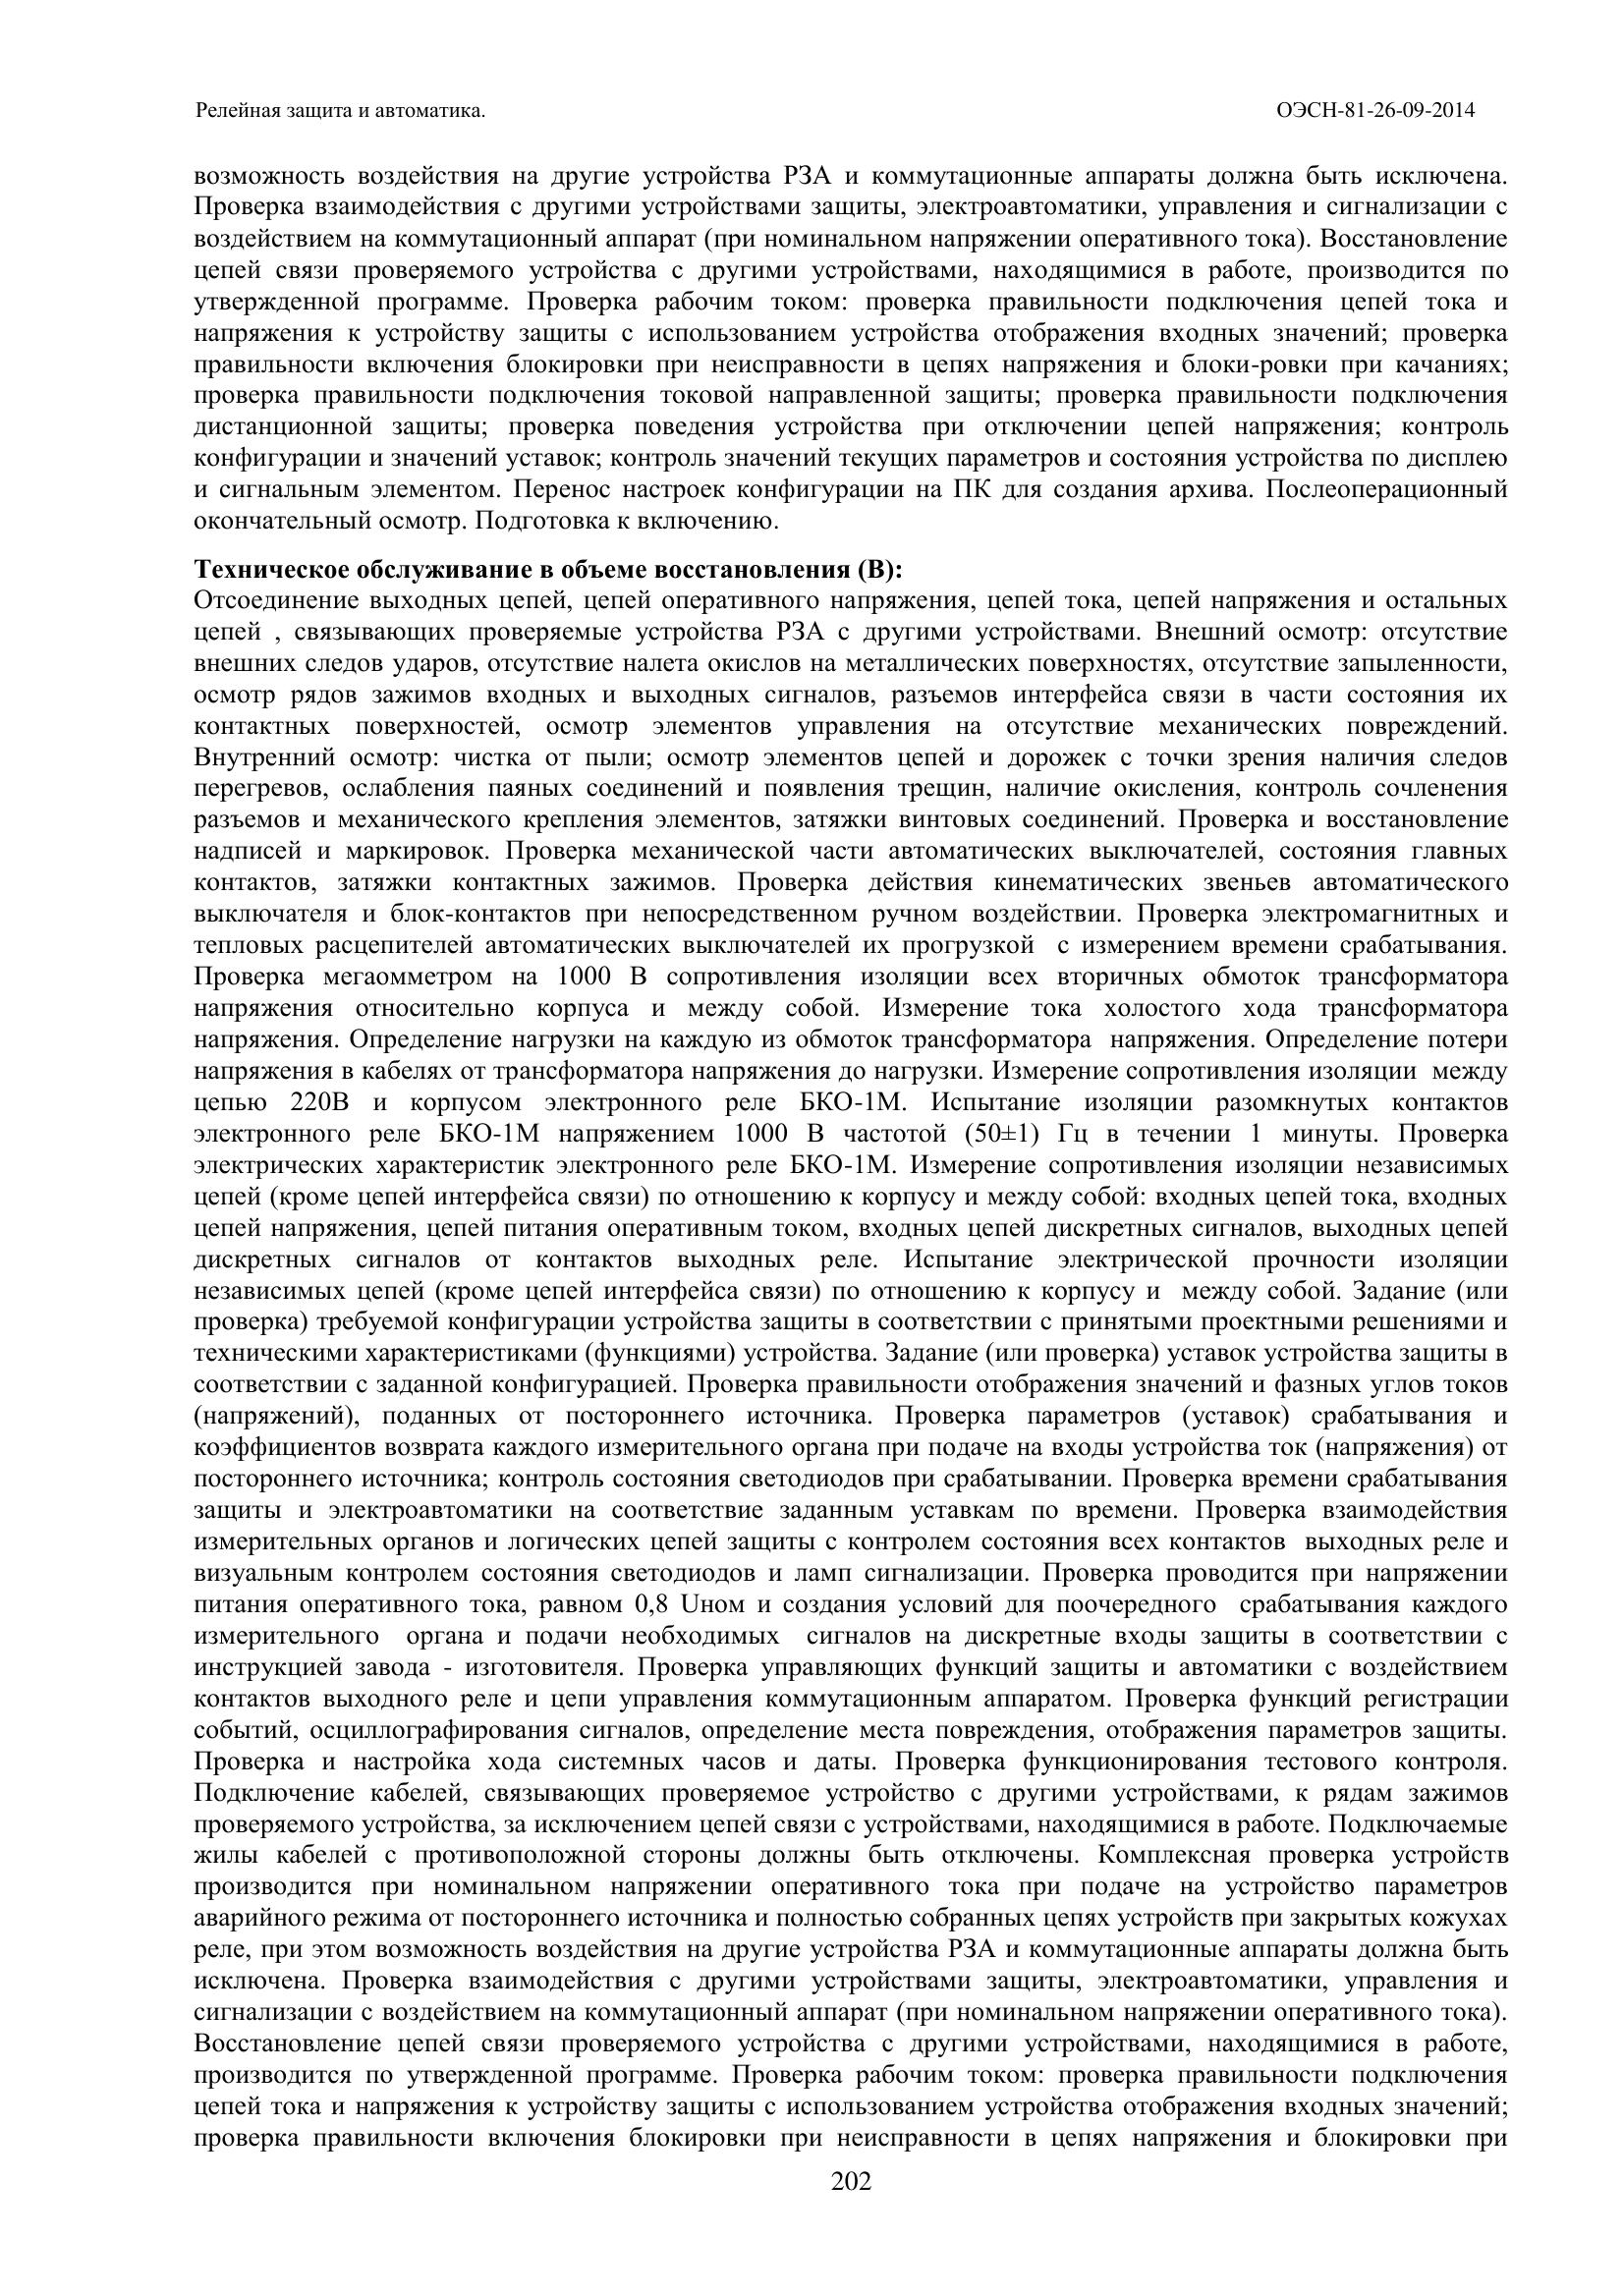 Релейная защита и автоматика. ОЭСН-81-26-09-2014
возможность воздействия на другие устройства РЗА и коммутационные аппараты должна быть исключена.
Проверка взаимодействия с другими устройствами защиты, электроавтоматики, управления и сигнализации с
воздействием на коммутационный аппарат (при номинальном напряжении оперативного тока). Восстановление
цепей связи проверяемого устройства с другими устройствами, находящимися в работе, производится по
утвержденной программе. Проверка рабочим током: проверка правильности подключения цепей тока и
напряжения к устройству защиты с использованием устройства отображения входных значений; проверка
правильности включения блокировки при неисправности в цепях напряжения и блоки-ровки при качаниях;
проверка правильности подключения токовой направленной защиты; проверка правильности подключения
дистанционной защиты; проверка поведения устройства при отключении цепей напряжения; контроль
конфигурации и значений уставок; контроль значений текущих параметров и состояния устройства по дисплею
и сигнальным элементом. Перенос настроек конфигурации на ПК для создания архива. Послеоперационный
окончательный осмотр. Подготовка к включению.
Техническое обслуживание в объеме восстановления (В):
Отсоединение выходных цепей, цепей оперативного напряжения, цепей тока, цепей напряжения и остальных
цепей , связывающих проверяемые устройства РЗА с другими устройствами. Внешний осмотр: отсутствие
внешних следов ударов, отсутствие налета окислов на металлических поверхностях, отсутствие запыленности,
осмотр рядов зажимов входных и выходных сигналов, разъемов интерфейса связи в части состояния их
контактных поверхностей, осмотр элементов управления на отсутствие механических повреждений.
Внутренний осмотр: чистка от пыли; осмотр элементов цепей и дорожек с точки зрения наличия следов
перегревов, ослабления паяных соединений и появления трещин, наличие окисления, контроль сочленения
разъемов и механического крепления элементов, затяжки винтовых соединений. Проверка и восстановление
надписей и маркировок. Проверка механической части автоматических выключателей, состояния главных
контактов, затяжки контактных зажимов. Проверка действия кинематических звеньев автоматического
выключателя и блок-контактов при непосредственном ручном воздействии. Проверка электромагнитных и
тепловых расцепителей автоматических выключателей их прогрузкой с измерением времени срабатывания.
Проверка мегаомметром на 1000 В сопротивления изоляции всех вторичных обмоток трансформатора
напряжения относительно корпуса и между собой. Измерение тока холостого хода трансформатора
напряжения. Определение нагрузки на каждую из обмоток трансформатора напряжения. Определение потери
напряжения в кабелях от трансформатора напряжения до нагрузки. Измерение сопротивления изоляции между
цепью 220В и корпусом электронного реле БКО-1М. Испытание изоляции разомкнутых контактов
электронного реле БКО-1М напряжением 1000 В частотой (50±1) Гц в течении 1 минуты. Проверка
электрических характеристик электронного реле БКО-1М. Измерение сопротивления изоляции независимых
цепей (кроме цепей интерфейса связи) по отношению к корпусу и между собой: входных цепей тока, входных
цепей напряжения, цепей питания оперативным током, входных цепей дискретных сигналов, выходных цепей
дискретных сигналов от контактов выходных реле. Испытание электрической прочности изоляции
независимых цепей (кроме цепей интерфейса связи) по отношению к корпусу и между собой. Задание (или
проверка) требуемой конфигурации устройства защиты в соответствии с принятыми проектными решениями и
техническими характеристиками (функциями) устройства. Задание (или проверка) уставок устройства защиты в
соответствии с заданной конфигурацией. Проверка правильности отображения значений и фазных углов токов
(напряжений), поданных от постороннего источника. Проверка параметров (уставок) срабатывания и
коэффициентов возврата каждого измерительного органа при подаче на входы устройства ток (напряжения) от
постороннего источника; контроль состояния светодиодов при срабатывании. Проверка времени срабатывания
защиты и электроавтоматики на соответствие заданным уставкам по времени. Проверка взаимодействия
измерительных органов и логических цепей защиты с контролем состояния всех контактов выходных реле и
визуальным контролем состояния светодиодов и ламп сигнализации. Проверка проводится при напряжении
питания оперативного тока, равном 0,8 Uном и создания условий для поочередного срабатывания каждого
измерительного органа и подачи необходимых сигналов на дискретные входы защиты в соответствии с
инструкцией завода - изготовителя. Проверка управляющих функций защиты и автоматики с воздействием
контактов выходного реле и цепи управления коммутационным аппаратом. Проверка функций регистрации
событий, осциллографирования сигналов, определение места повреждения, отображения параметров защиты.
Проверка и настройка хода системных часов и даты. Проверка функционирования тестового контроля.
Подключение кабелей, связывающих проверяемое устройство с другими устройствами, к рядам зажимов
проверяемого устройства, за исключением цепей связи с устройствами, находящимися в работе. Подключаемые
жилы кабелей с противоположной стороны должны быть отключены. Комплексная проверка устройств
производится при номинальном напряжении оперативного тока при подаче на устройство параметров
аварийного режима от постороннего источника и полностью собранных цепях устройств при закрытых кожухах
реле, при этом возможность воздействия на другие устройства РЗА и коммутационные аппараты должна быть
исключена. Проверка взаимодействия с другими устройствами защиты, электроавтоматики, управления и
сигнализации с воздействием на коммутационный аппарат (при номинальном напряжении оперативного тока).
Восстановление цепей связи проверяемого устройства с другими устройствами, находящимися в работе,
производится по утвержденной программе. Проверка рабочим током: проверка правильности подключения
цепей тока и напряжения к устройству защиты с использованием устройства отображения входных значений;
проверка правильности включения блокировки при неисправности в цепях напряжения и блокировки при
202